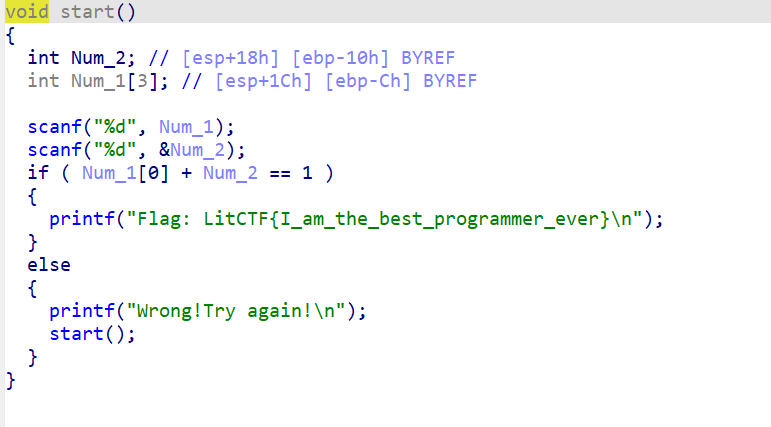 void start()
{
  int Num_2; // [esp+18h] [ebp-10h] BYREF
  int Num_1[3]; // [esp+1Ch] [ebp-Ch] BYREF

  scanf("%d", Num_1);
  scanf("%d", &Num_2);
  if ( Num_1[0] + Num_2 == 1 )
  {
    printf("Flag: LitCTF{I_am_the_best_programmer_ever}\n");
  }
  else
  {
    printf("Wrong!Try again!\n");
    start();
  }
}